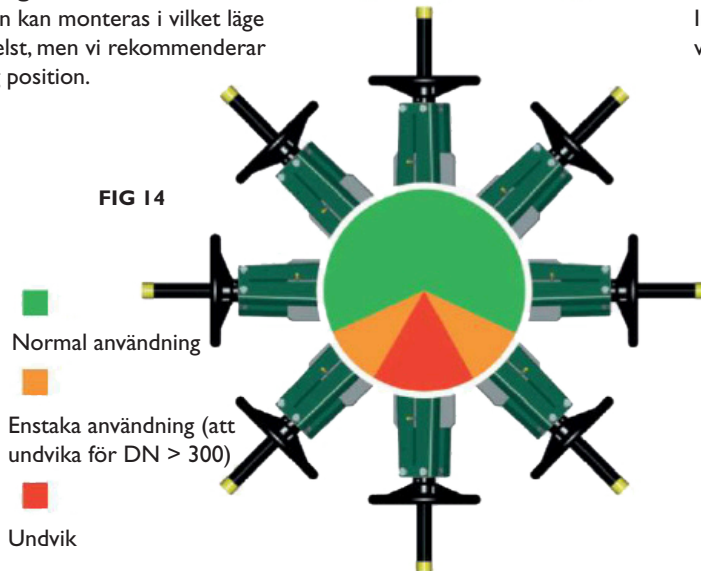 n kan monteras i vilket läge
elst, men vi rekommenderar
position.
FIG 14
Normal användning
Enstaka användning (att
undvika för DN > 300)
Undvik